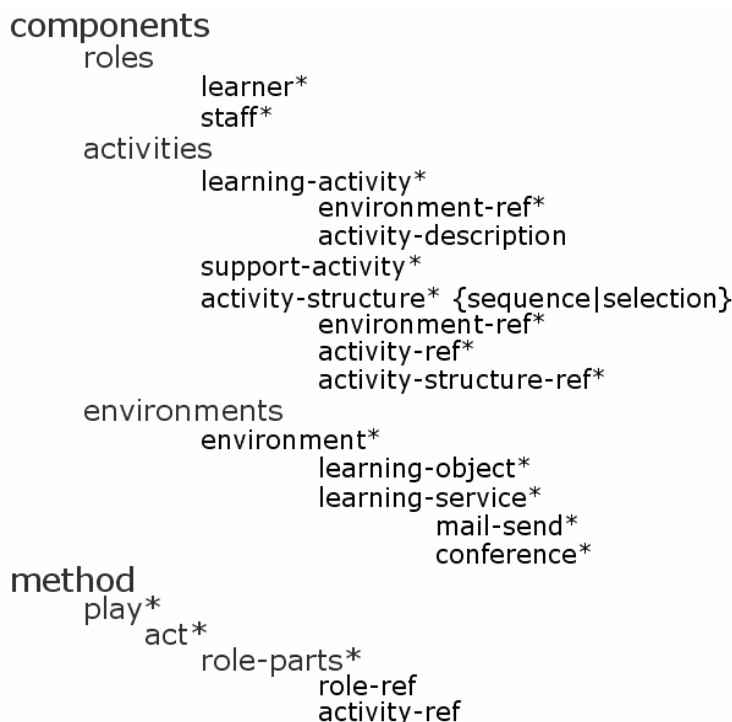 components
roles
learner*
staff*
activities
learning-activity*
environment-ref*
activity-description
support-activity*
activity-structure* {sequence|selection}
environment-ref*
activity-ref*
activity-structure-ref*
environments
environment*
learning-object*
learning-service*
mail-send*
conference*
method
play*
act*
role-parts*
role-ref
activity-ref